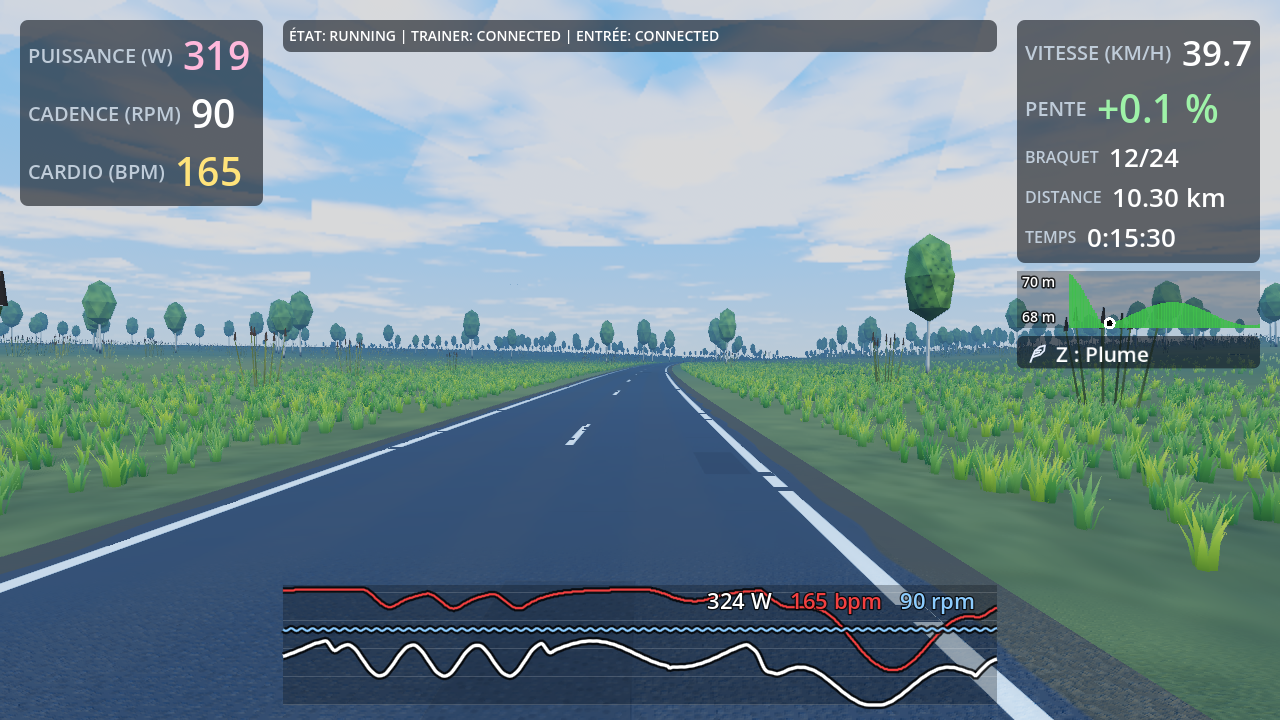 PUISSANCE (W) 319
CADENCE (RPM) 90
CARDIO (BPM) 165
ÉTAT: RUNNING | TRAINER: CONNECTED | ENTRÉE: CONNECTED
VITESSE (KM/H) 39.7
PENTE +0.1 %
BRAQUET 12/24
DISTANCE 10.30 km
TEMPS 0:15:30
70 m
68 m
Z : Plume
324 W 165 bpm 90 rpm